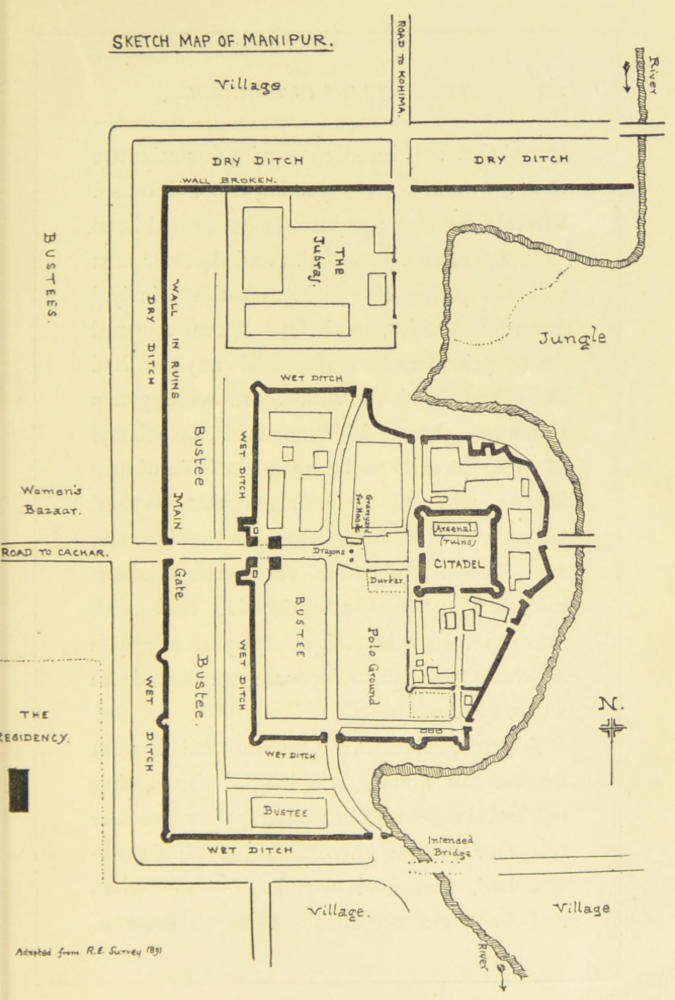 SKETCH MAP OF MANIPUR.
ROAD TO KOHIMA.
River
Village
DRY DITCH
DRY DITCH
WALL BROKEN.
THE
Jubraj.
BUSTEES.
WALL IN RUINS
DRY DITCH
Jungle
WET DITCH
Bustee
WET DITCH
Women's
Bazaar.
MAIN
Graveyard
Arsenal
(ruins)
CITADEL
ROAD TO CACHAR.
Dragons
Durbar.
Gate
BUSTEE
Polo Ground
Bustee.
WET DITCH
WET DITCH
THE
RESIDENCY.
N.
WET DITCH
BUSTEE
WET DITCH
Intended
Bridge
Village.
Village
River
Adapted from R.E. Survey 1891